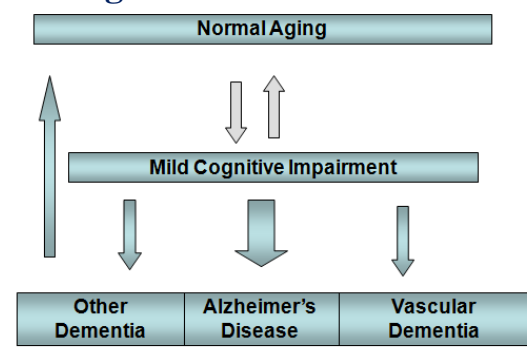 Normal Aging
Mild Cognitive Impairment
Other Dementia
Alzheimer's Disease
Vascular Dementia